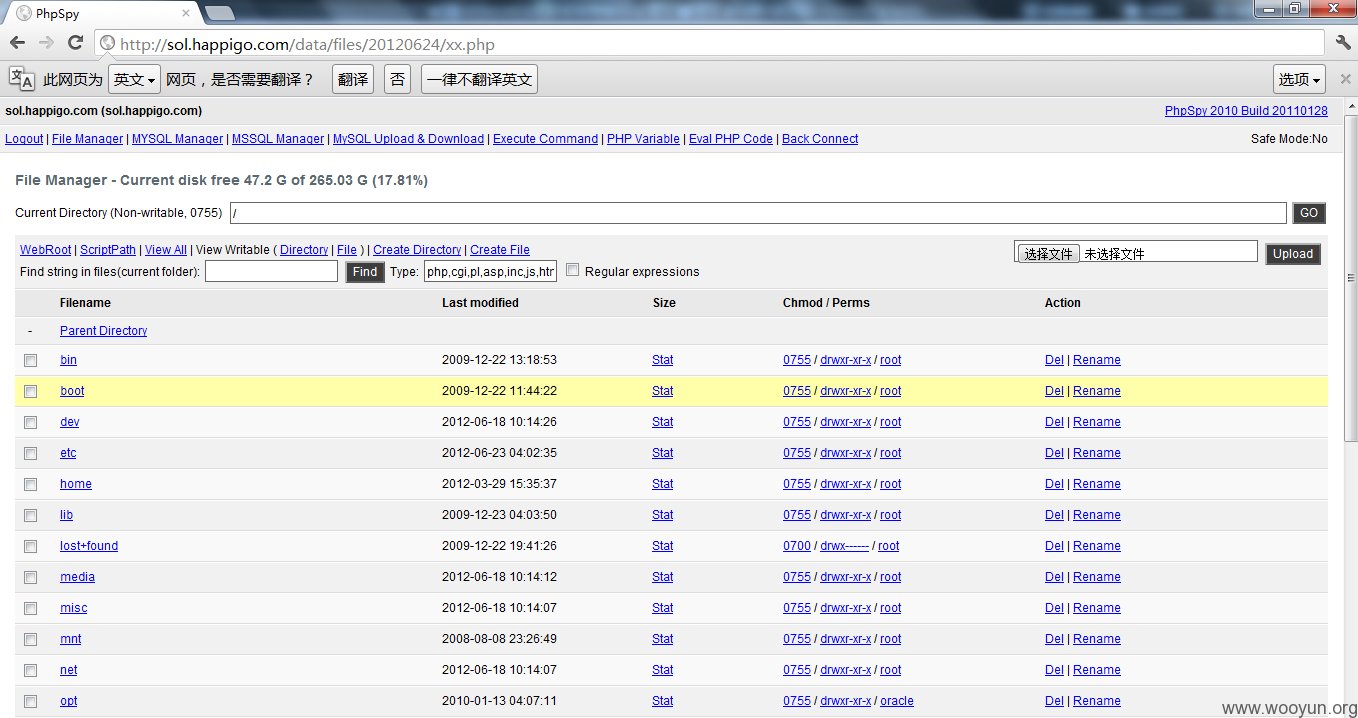 PhpSpy
http://sol.happigo.com/data/files/20120624/xx.php
此网页为 英文 网页，是否需要翻译？ 翻译 否 一律不翻译英文 选项
sol.happigo.com (sol.happigo.com) PhpSpy 2010 Build 20110128
Logout | File Manager | MYSQL Manager | MSSQL Manager | MySQL Upload & Download | Execute Command | PHP Variable | Eval PHP Code | Back Connect Safe Mode:No
File Manager - Current disk free 47.2 G of 265.03 G (17.81%)
Current Directory (Non-writable, 0755) / GO
WebRoot | ScriptPath | View All | View Writable ( Directory | File ) | Create Directory | Create File 选择文件 未选择文件 Upload
Find string in files(current folder): Find Type: php,cgi,pl,asp,inc,js,htr Regular expressions
Filename Last modified Size Chmod / Perms Action
- Parent Directory
bin 2009-12-22 13:18:53 Stat 0755 / drwxr-xr-x / root Del | Rename
boot 2009-12-22 11:44:22 Stat 0755 / drwxr-xr-x / root Del | Rename
dev 2012-06-18 10:14:26 Stat 0755 / drwxr-xr-x / root Del | Rename
etc 2012-06-23 04:02:35 Stat 0755 / drwxr-xr-x / root Del | Rename
home 2012-03-29 15:35:37 Stat 0755 / drwxr-xr-x / root Del | Rename
lib 2009-12-23 04:03:50 Stat 0755 / drwxr-xr-x / root Del | Rename
lost+found 2009-12-22 19:41:26 Stat 0700 / drwx------ / root Del | Rename
media 2012-06-18 10:14:12 Stat 0755 / drwxr-xr-x / root Del | Rename
misc 2012-06-18 10:14:07 Stat 0755 / drwxr-xr-x / root Del | Rename
mnt 2008-08-08 23:26:49 Stat 0755 / drwxr-xr-x / root Del | Rename
net 2012-06-18 10:14:07 Stat 0755 / drwxr-xr-x / root Del | Rename
opt 2010-01-13 04:07:11 Stat 0755 / drwxr-xr-x / oracle Del | Rename
www.wooyun.org